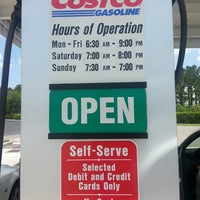 COSTCO
GASOLINE
Hours of Operation
Mon - Fri 6:30 AM - 9:00 PM
Saturday 7:00 AM - 8:00 PM
Sunday 7:30 AM - 7:00 PM
OPEN
Self-Serve
Selected
Debit and Credit
Cards Only